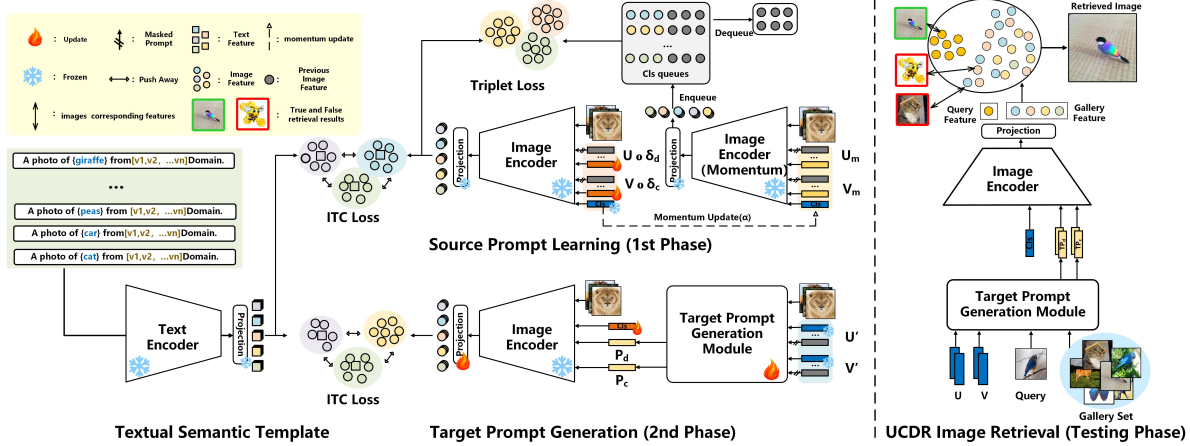 Update
: Masked Prompt
: Text Feature
: momentum update
: Frozen
: Push Away
: Image Feature
: Previous Image Feature
: images corresponding features
: True and False retrieval results
A photo of {giraffe} from[v1,v2, ...vn]Domain.
...
A photo of {peas} from [v1,v2, ...vn]Domain.
A photo of {car} from[v1,v2, ...vn]Domain.
A photo of {cat} from [v1,v2, ...vn]Domain.
Text Encoder
Projection
Textual Semantic Template
Triplet Loss
Cls queues
...
Dequeue
Enqueue
ITC Loss
Projection
Image Encoder
...
U o δd
V o δc
...
Cls
Projection
Image Encoder (Momentum)
...
Um
...
Vm
Cls
Momentum Update(α)
Source Prompt Learning (1st Phase)
ITC Loss
Projection
Image Encoder
Cls
Pd
Pc
Target Prompt Generation Module
...
U'
...
V'
Target Prompt Generation (2nd Phase)
Retrieved Image
Query Feature
Gallery Feature
Projection
Image Encoder
Cls
TPd
Target Prompt Generation Module
U
V
Query
Gallery Set
UCDR Image Retrieval (Testing Phase)